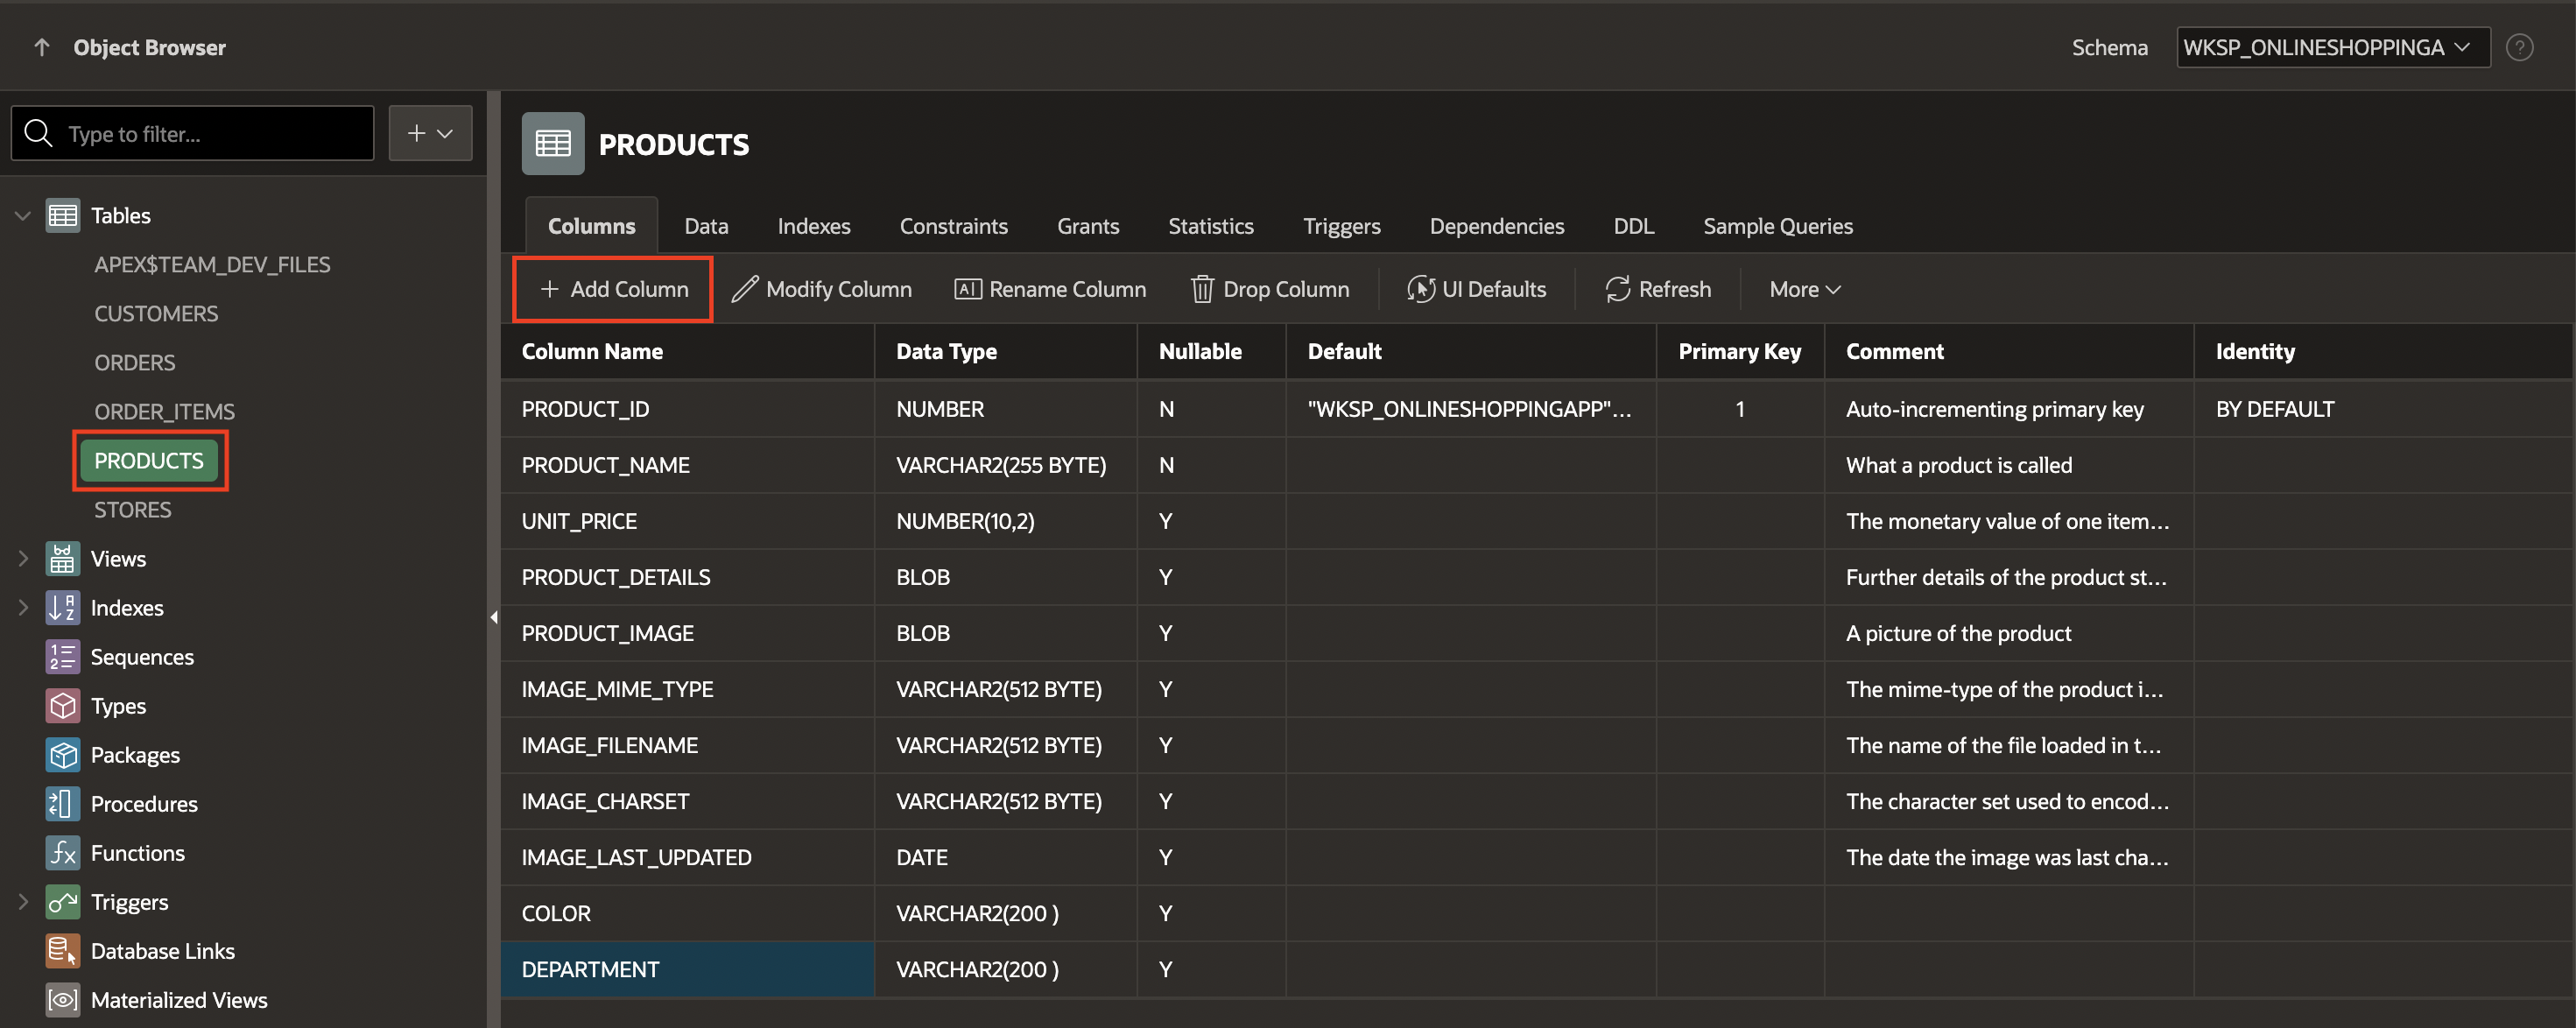 Object Browser
Schema WKSP_ONLINESHOPPINGA
Type to filter...
Tables
APEX$TEAM_DEV_FILES
CUSTOMERS
ORDERS
ORDER_ITEMS
PRODUCTS
STORES
Views
Indexes
Sequences
Types
Packages
Procedures
Functions
Triggers
Database Links
Materialized Views
PRODUCTS
Columns Data Indexes Constraints Grants Statistics Triggers Dependencies DDL Sample Queries
+ Add Column Modify Column Rename Column Drop Column UI Defaults Refresh More
Column Name Data Type Nullable Default Primary Key Comment Identity
PRODUCT_ID NUMBER N "WKSP_ONLINESHOPPINGAPP"... 1 Auto-incrementing primary key BY DEFAULT
PRODUCT_NAME VARCHAR2(255 BYTE) N What a product is called
UNIT_PRICE NUMBER(10,2) Y The monetary value of one item...
PRODUCT_DETAILS BLOB Y Further details of the product st...
PRODUCT_IMAGE BLOB Y A picture of the product
IMAGE_MIME_TYPE VARCHAR2(512 BYTE) Y The mime-type of the product i...
IMAGE_FILENAME VARCHAR2(512 BYTE) Y The name of the file loaded in t...
IMAGE_CHARSET VARCHAR2(512 BYTE) Y The character set used to encod...
IMAGE_LAST_UPDATED DATE Y The date the image was last cha...
COLOR VARCHAR2(200 ) Y
DEPARTMENT VARCHAR2(200 ) Y